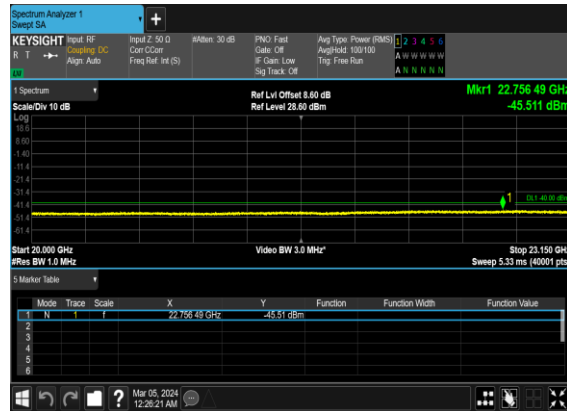 Spectrum Analyzer 1
Swept SA
+
KEYSIGHT Input: RF Input Z: 50 Ω #Atten: 30 dB PNO: Fast Avg Type: Power (RMS) 1 2 3 4 5 6
R T Coupling: DC Corr CCorr Gate: Off Avg|Hold: 100/100 A W W W W W
Align: Auto Freq Ref: Int (S) IF Gain: Low Trig: Free Run
Sig Track: Off A N N N N N
1 Spectrum Ref Lvl Offset 8.60 dB Mkr1 22.756 49 GHz
Scale/Div 10 dB Ref Level 28.60 dBm -45.511 dBm
Log
18.6
8.60
-1.40
-11.4
-21.4
-31.4
1 DL1 -40.00 dBm
-41.4
-51.4
-61.4
Start 20.000 GHz Video BW 3.0 MHz* Stop 23.150 GHz
#Res BW 1.0 MHz Sweep 5.33 ms (40001 pts)
5 Marker Table
Mode Trace Scale X Y Function Function Width Function Value
1 N 1 f 22.756 49 GHz -45.51 dBm
2
3
4
5
6
? Mar 05, 2024
12:26:21 AM